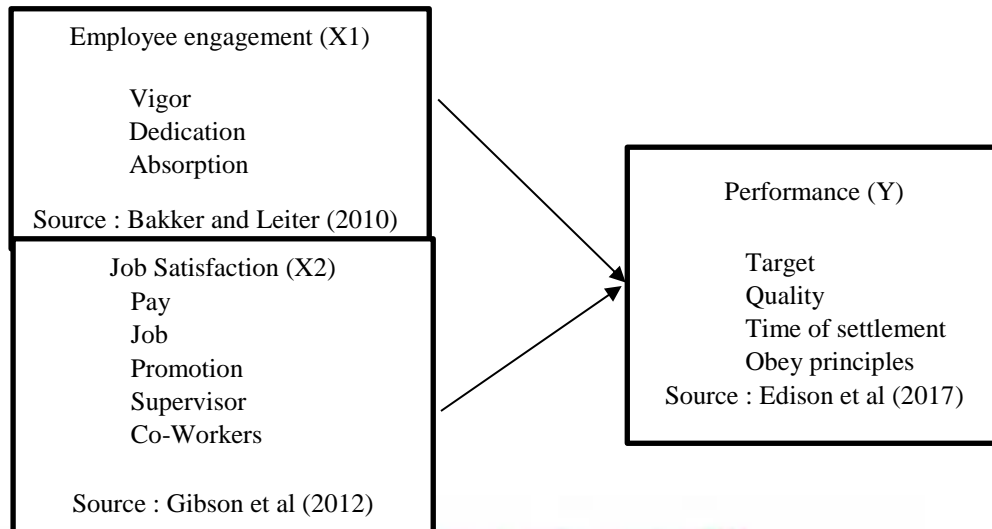 Employee engagement (X1)
Vigor
Dedication
Absorption
Source : Bakker and Leiter (2010)
Job Satisfaction (X2)
Pay
Job
Promotion
Supervisor
Co-Workers
Source : Gibson et al (2012)
Performance (Y)
Target
Quality
Time of settlement
Obey principles
Source : Edison et al (2017)